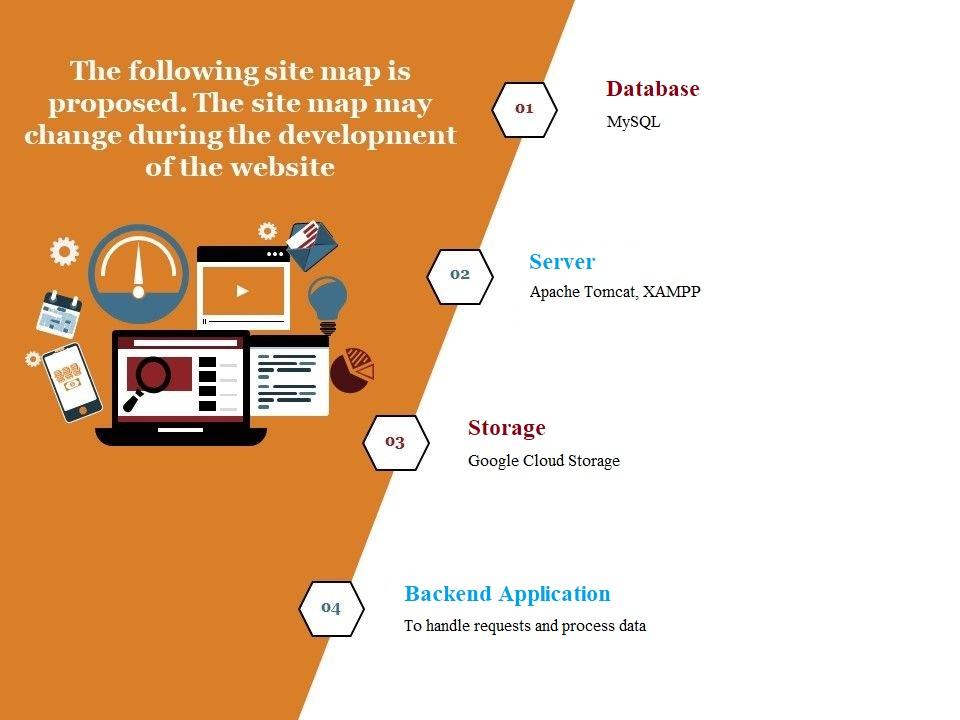 The following site map is
proposed. The site map may
change during the development
of the website
01
Database
MySQL
02
Server
Apache Tomcat, XAMPP
03
Storage
Google Cloud Storage
04
Backend Application
To handle requests and process data